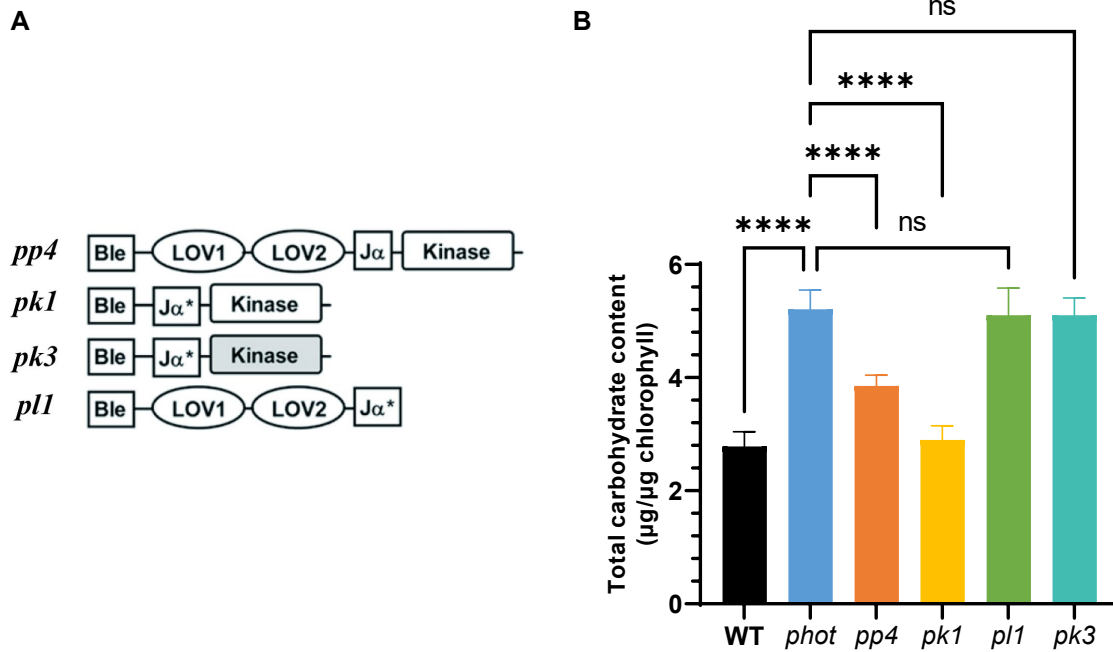 A
pp4 Ble LOV1 LOV2 Jα Kinase
pk1 Ble Jα* Kinase
pk3 Ble Jα* Kinase
pl1 Ble LOV1 LOV2 Jα*
B
ns
****
****
**** ns
Total carbohydrate content
(µg/µg chlorophyll)
6
4
2
0
WT phot pp4 pk1 pl1 pk3